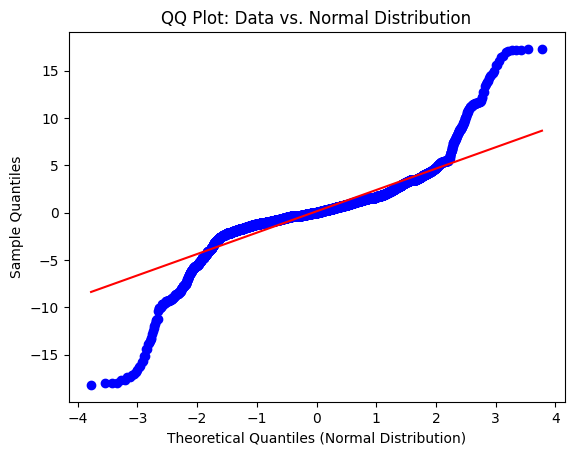 QQ Plot: Data vs. Normal Distribution
Sample Quantiles
15
10
5
0
−5
−10
−15
−4 −3 −2 −1 0 1 2 3 4
Theoretical Quantiles (Normal Distribution)